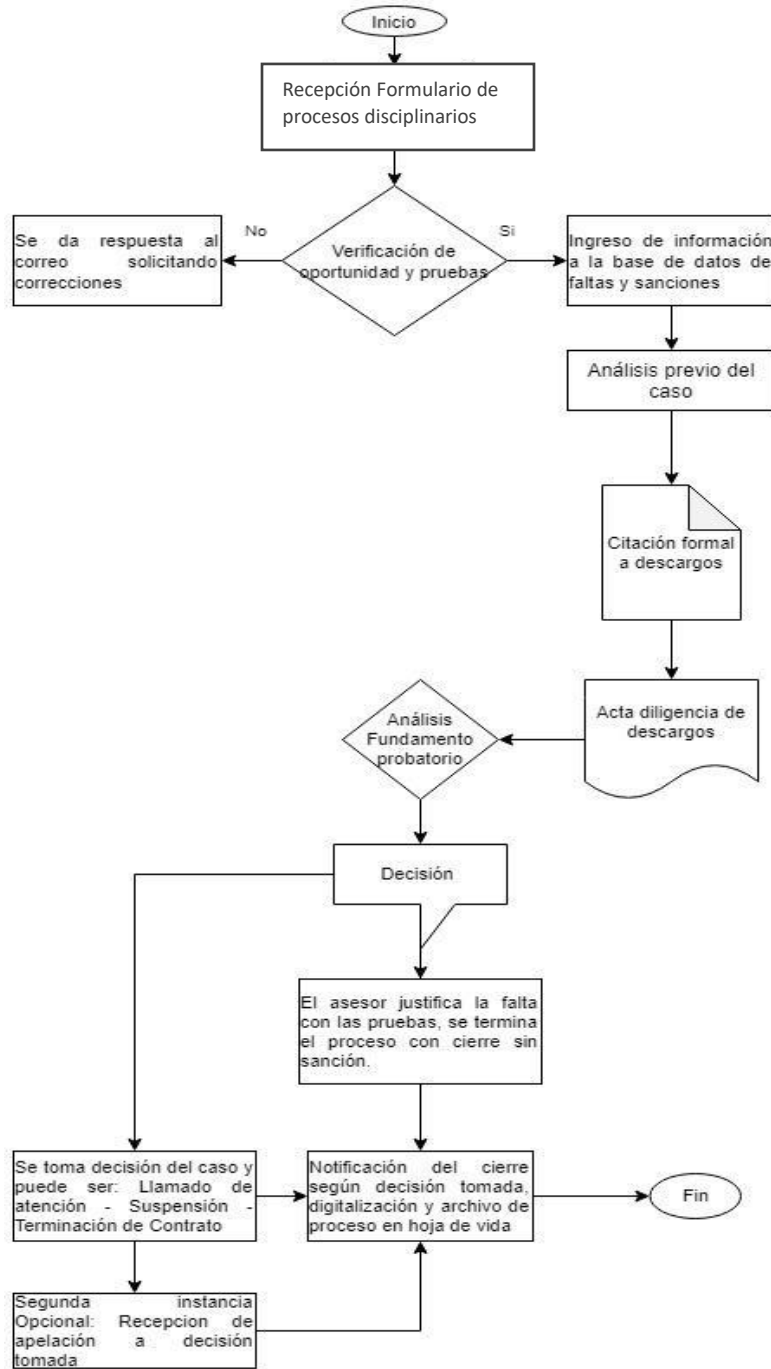 Inicio
Recepción Formulario de
procesos disciplinarios
No
Si
Se da respuesta al
correo solicitando
correcciones
Verificación de
oportunidad y pruebas
Ingreso de información
a la base de datos de
faltas y sanciones
Análisis previo del
caso
Citación formal
a descargos
Acta diligencia de
descargos
Análisis
Fundamento
probatorio
Decisión
El asesor justifica la falta
con las pruebas, se termina
el proceso con cierre sin
sanción.
Se toma decisión del caso y
puede ser: Llamado de
atención - Suspensión -
Terminación de Contrato
Notificación del cierre
según decisión tomada,
digitalización y archivo de
proceso en hoja de vida
Fin
Segunda instancia
Opcional: Recepcion de
apelación a decisión
tomada